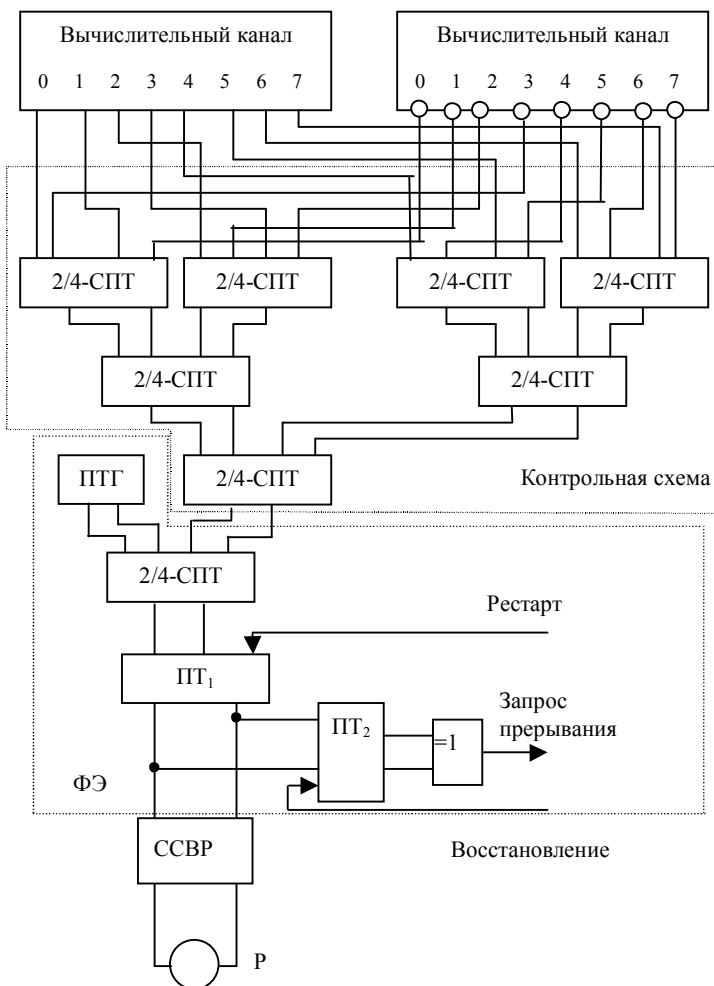 Вычислительный канал
0 1 2 3 4 5 6 7
Вычислительный канал
0 1 2 3 4 5 6 7
2/4-СПТ
2/4-СПТ
2/4-СПТ
2/4-СПТ
2/4-СПТ
2/4-СПТ
ПТГ
2/4-СПТ
Контрольная схема
2/4-СПТ
Рестарт
ПТ₁
ПТ₂
=1
Запрос
прерывания
ФЭ
ССВР
Восстановление
Р